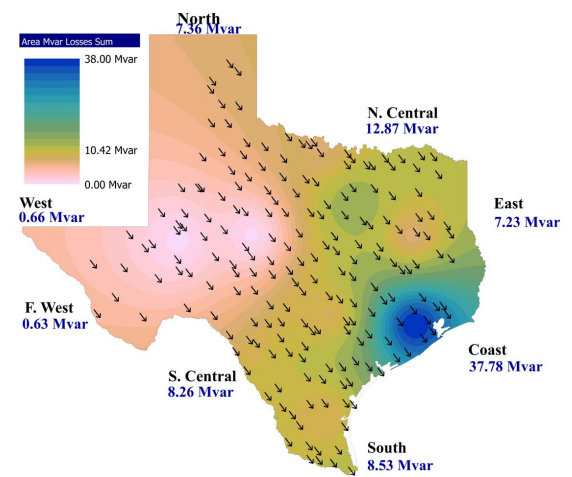 North
7.36 Mvar
Area Mvar Losses Sum
38.00 Mvar
10.42 Mvar
0.00 Mvar
N. Central
12.87 Mvar
West
0.66 Mvar
East
7.23 Mvar
F. West
0.63 Mvar
Coast
37.78 Mvar
S. Central
8.26 Mvar
South
8.53 Mvar